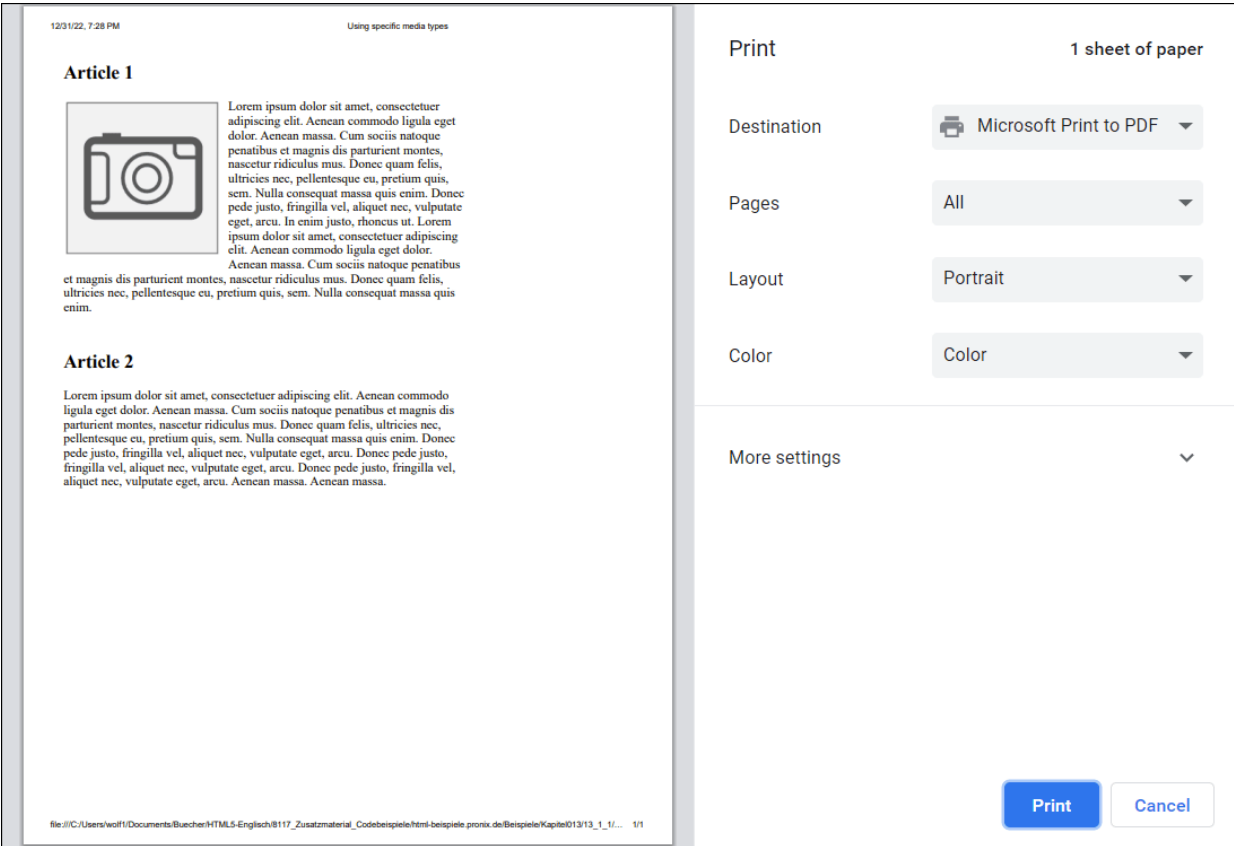 12/31/22, 7:28 PM Using specific media types
Article 1
Lorem ipsum dolor sit amet, consectetuer
adipiscing elit. Aenean commodo ligula eget
dolor. Aenean massa. Cum sociis natoque
penatibus et magnis dis parturient montes,
nascetur ridiculus mus. Donec quam felis,
ultricies nec, pellentesque eu, pretium quis,
sem. Nulla consequat massa quis enim. Donec
pede justo, fringilla vel, aliquet nec, vulputate
eget, arcu. In enim justo, rhoncus ut. Lorem
ipsum dolor sit amet, consectetuer adipiscing
elit. Aenean commodo ligula eget dolor.
Aenean massa. Cum sociis natoque penatibus
et magnis dis parturient montes, nascetur ridiculus mus. Donec quam felis,
ultricies nec, pellentesque eu, pretium quis, sem. Nulla consequat massa quis
enim.
Article 2
Lorem ipsum dolor sit amet, consectetuer adipiscing elit. Aenean commodo
ligula eget dolor. Aenean massa. Cum sociis natoque penatibus et magnis dis
parturient montes, nascetur ridiculus mus. Donec quam felis, ultricies nec,
pellentesque eu, pretium quis, sem. Nulla consequat massa quis enim. Donec
pede justo, fringilla vel, aliquet nec, vulputate eget, arcu. Donec pede justo,
fringilla vel, aliquet nec, vulputate eget, arcu. Donec pede justo, fringilla vel,
aliquet nec, vulputate eget, arcu. Aenean massa. Aenean massa.
file:///C:/Users/wolf1/Documents/Buecher/HTML5-Englisch/8117_Zusatzmaterial_Codebeispiele/html-beispiele.pronix.de/Beispiele/Kapitel013/13_1_1/... 1/1
Print 1 sheet of paper
Destination Microsoft Print to PDF
Pages All
Layout Portrait
Color Color
More settings
Print Cancel